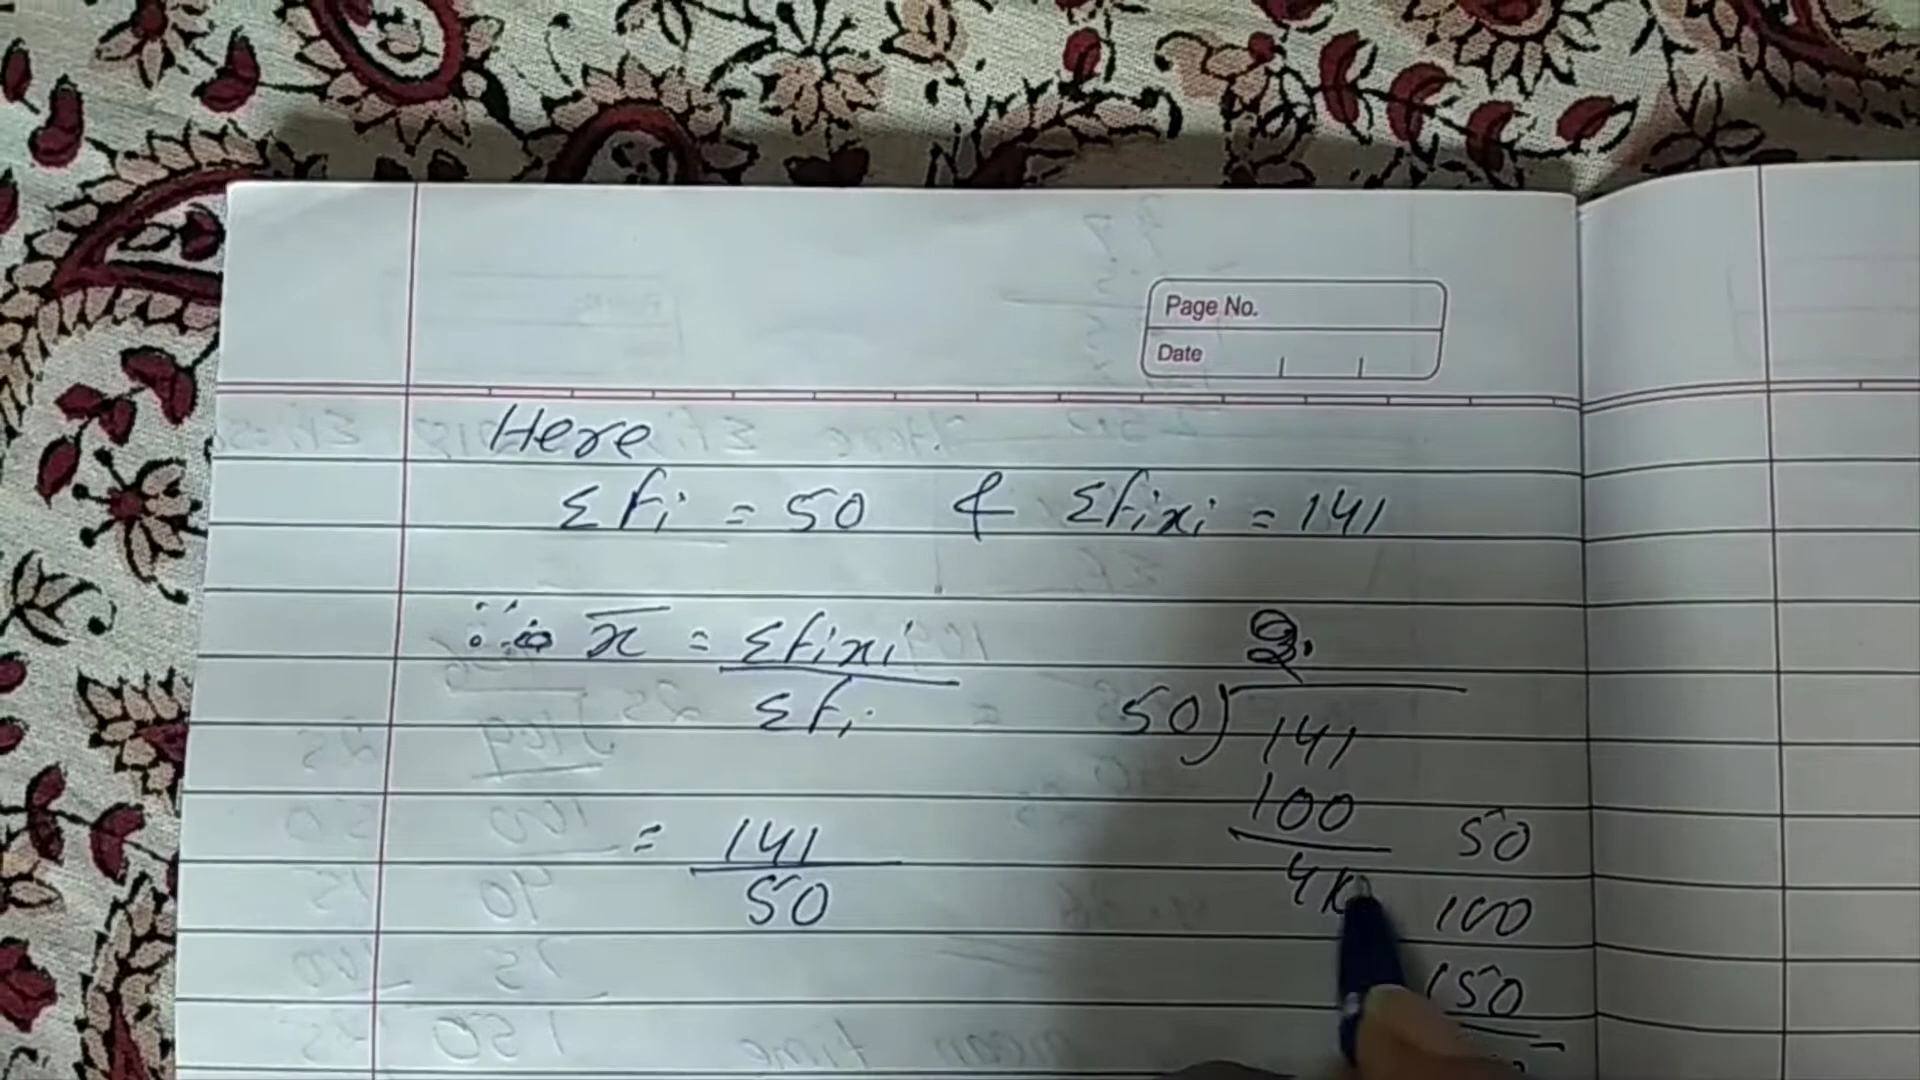 Page No.
Date
Here
Σfi = 50 & Σfixi = 141
∴ x̄ = Σfixi
Σfi
= 141
50
2.
50)141
100
4
50
100
150